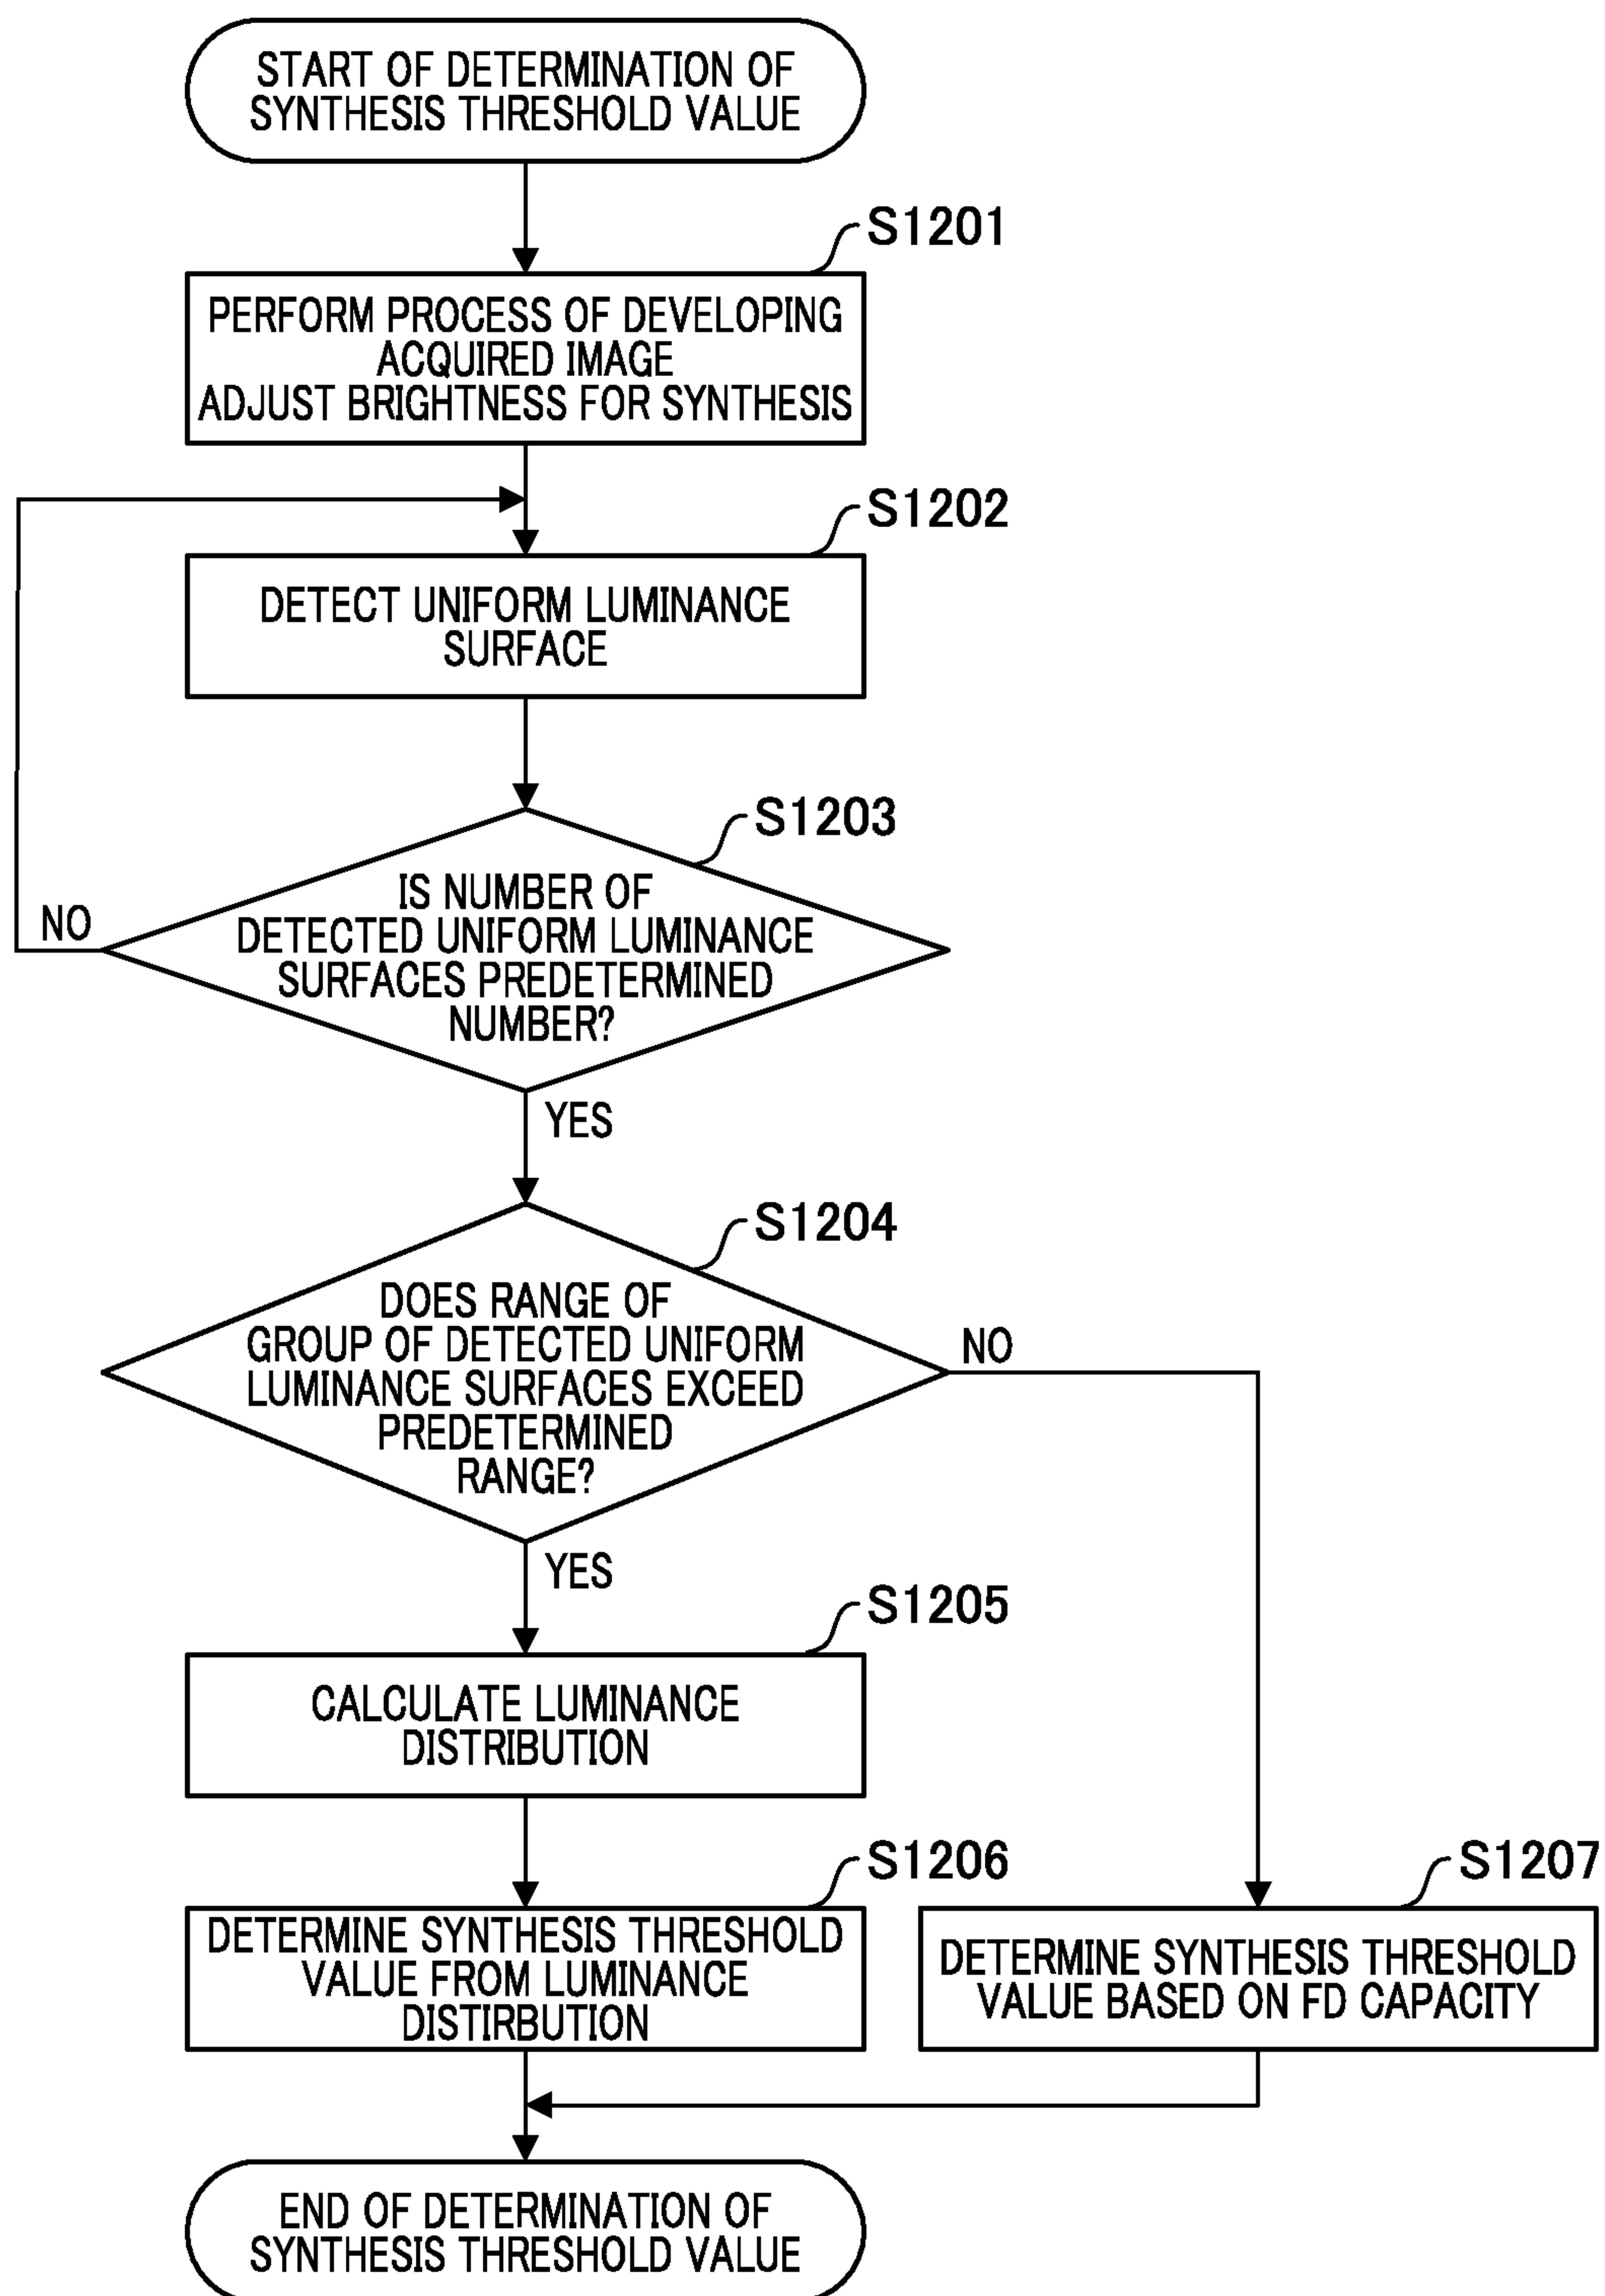 START OF DETERMINATION OF
SYNTHESIS THRESHOLD VALUE
S1201
PERFORM PROCESS OF DEVELOPING
ACQUIRED IMAGE
ADJUST BRIGHTNESS FOR SYNTHESIS
S1202
DETECT UNIFORM LUMINANCE
SURFACE
S1203
IS NUMBER OF
DETECTED UNIFORM LUMINANCE
SURFACES PREDETERMINED
NUMBER?
NO
YES
S1204
DOES RANGE OF
GROUP OF DETECTED UNIFORM
LUMINANCE SURFACES EXCEED
PREDETERMINED
RANGE?
NO
YES
S1205
CALCULATE LUMINANCE
DISTRIBUTION
S1206
DETERMINE SYNTHESIS THRESHOLD
VALUE FROM LUMINANCE
DISTIRBUTION
S1207
DETERMINE SYNTHESIS THRESHOLD
VALUE BASED ON FD CAPACITY
END OF DETERMINATION OF
SYNTHESIS THRESHOLD VALUE